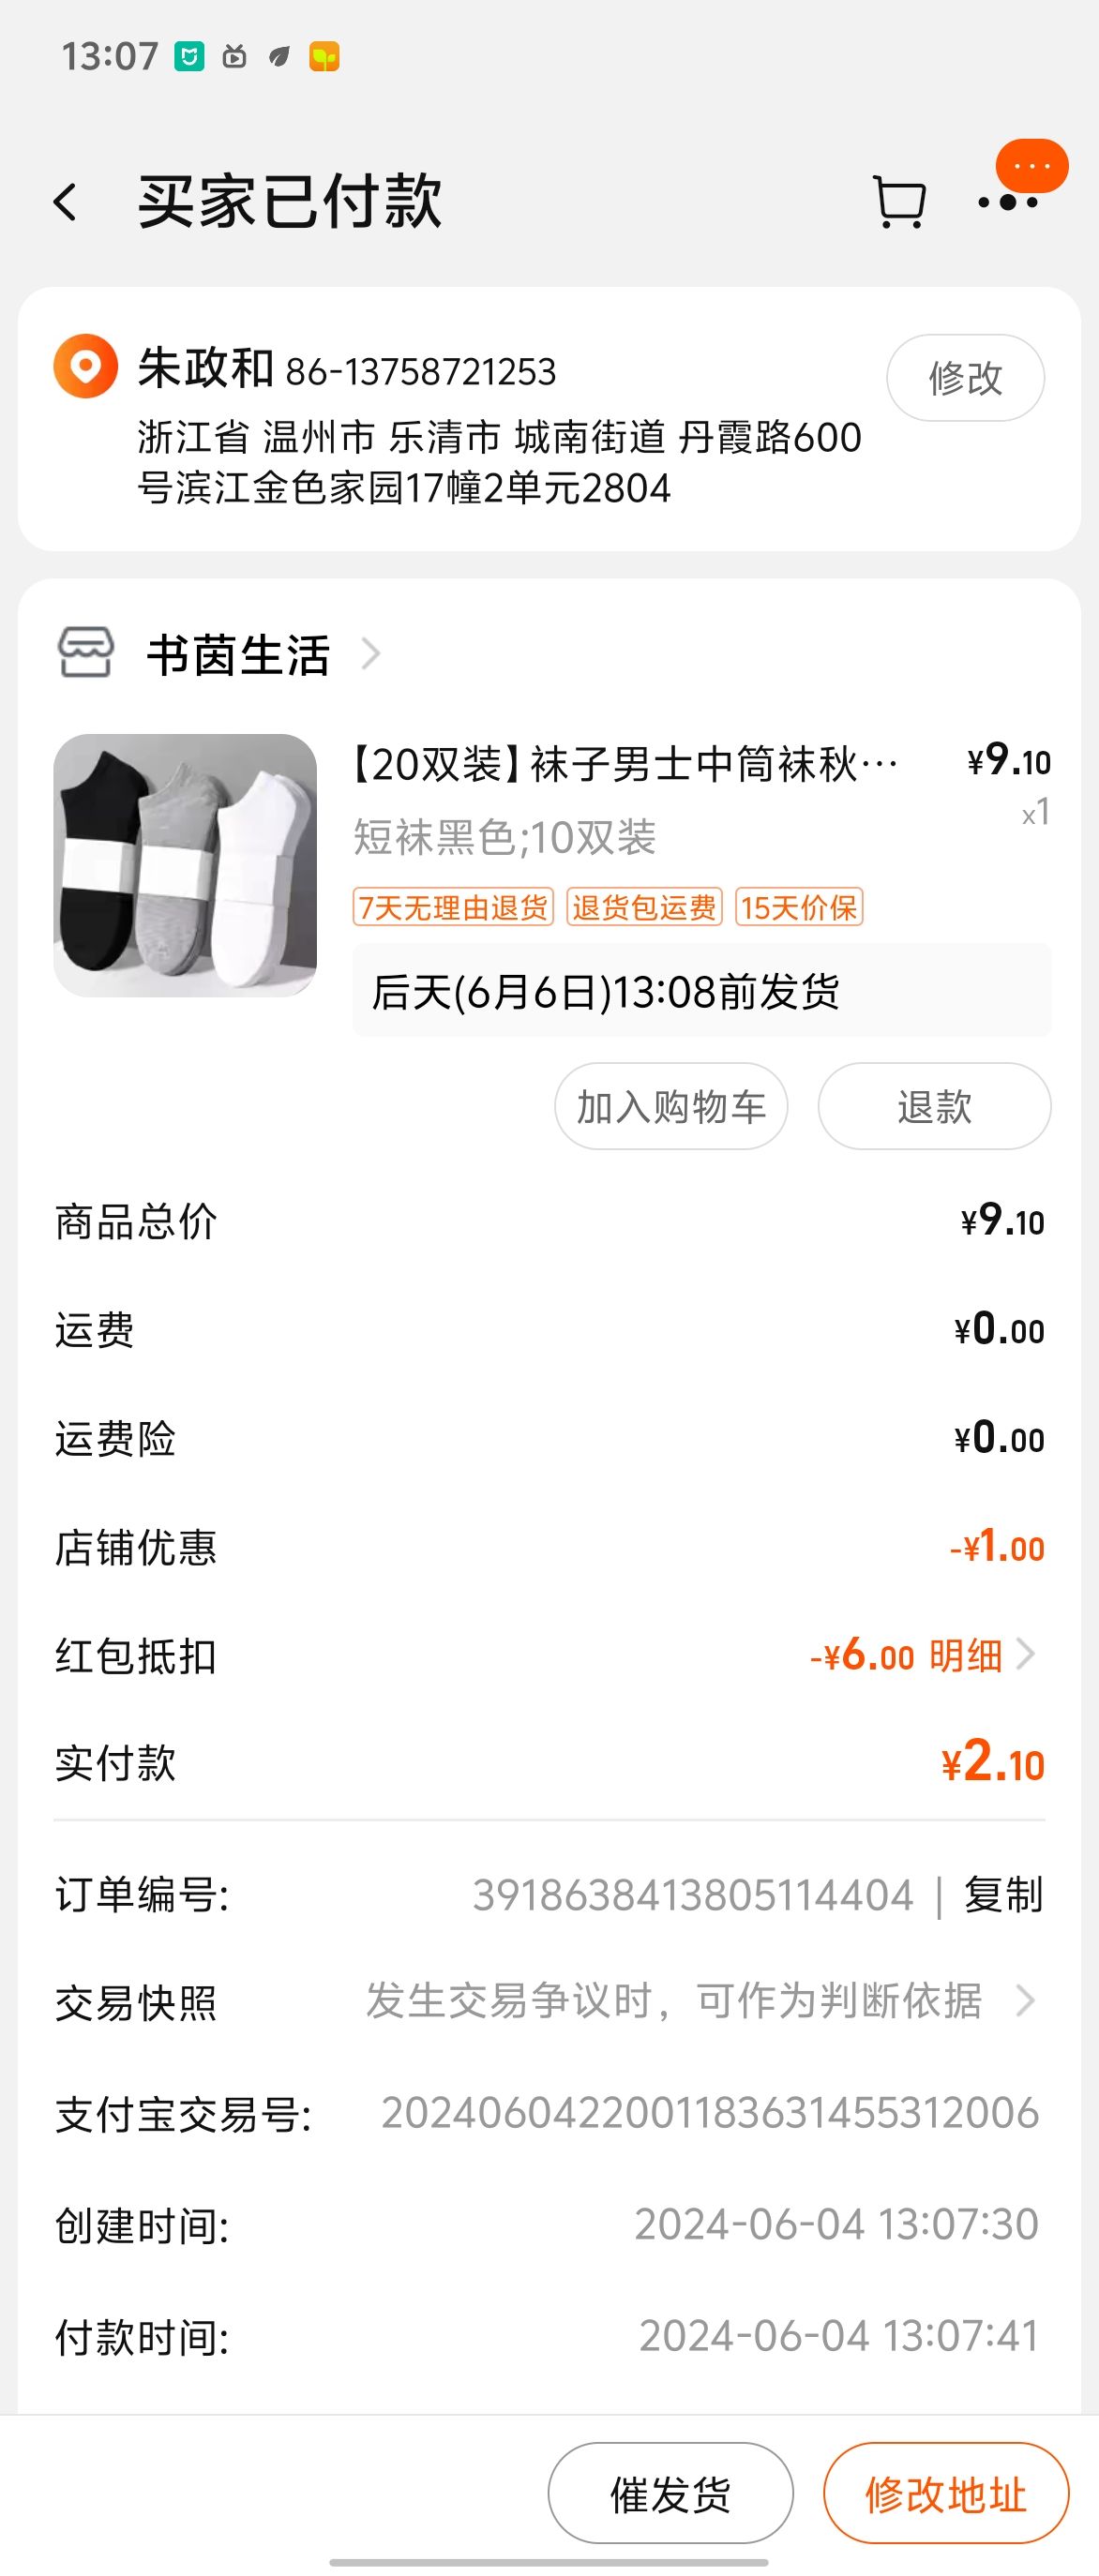 13:07
买家已付款
朱政和 86-13758721253
修改
浙江省 温州市 乐清市 城南街道 丹霞路600
号滨江金色家园17幢2单元2804
书茵生活
【20双装】袜子男士中筒袜秋…
¥9.10
短袜黑色;10双装
x1
7天无理由退货 退货包运费 15天价保
后天(6月6日)13:08前发货
加入购物车 退款
商品总价 ¥9.10
运费 ¥0.00
运费险 ¥0.00
店铺优惠 -¥1.00
红包抵扣 -¥6.00 明细
实付款 ¥2.10
订单编号: 3918638413805114404 | 复制
交易快照 发生交易争议时，可作为判断依据
支付宝交易号: 2024060422001183631455312006
创建时间: 2024-06-04 13:07:30
付款时间: 2024-06-04 13:07:41
催发货 修改地址